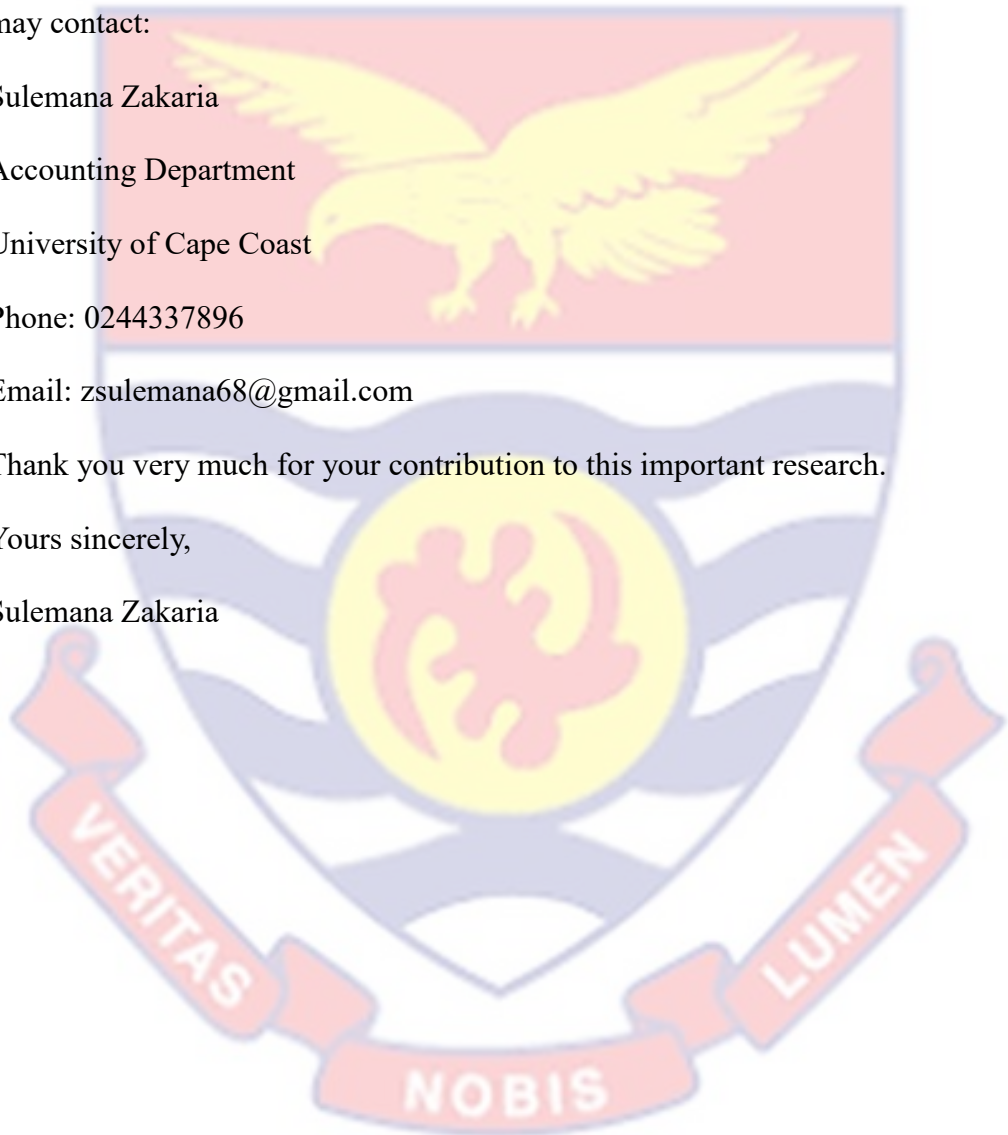 may contact:
Sulemana Zakaria
Accounting Department
University of Cape Coast
Phone: 0244337896
Email: zsulemana68@gmail.com
Thank you very much for your contribution to this important research.
Yours sincerely,
Sulemana Zakaria
VERITAS
NOBIS
LUMEN